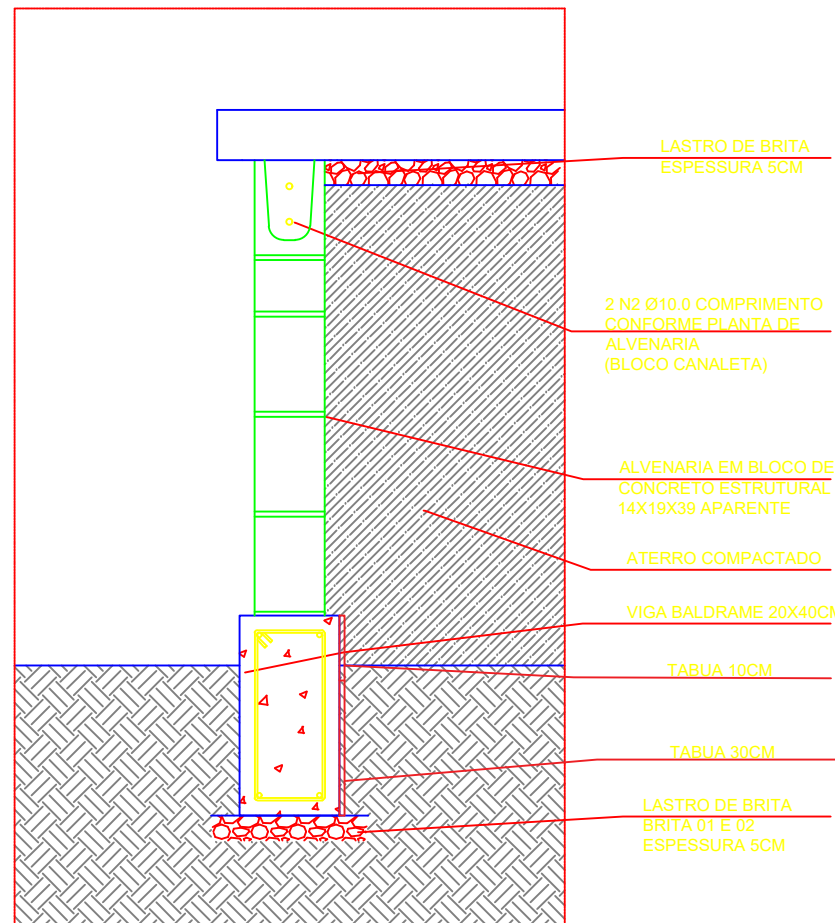 LASTRO DE BRITA
ESPESSURA 5CM
2 N2 Ø10.0 COMPRIMENTO
CONFORME PLANTA DE
ALVENARIA
(BLOCO CANALETA)
ALVENARIA EM BLOCO DE
CONCRETO ESTRUTURAL
14X19X39 APARENTE
ATERRO COMPACTADO
VIGA BALDRAME 20X40CM
TABUA 10CM
TABUA 30CM
LASTRO DE BRITA
BRITA 01 E 02
ESPESSURA 5CM